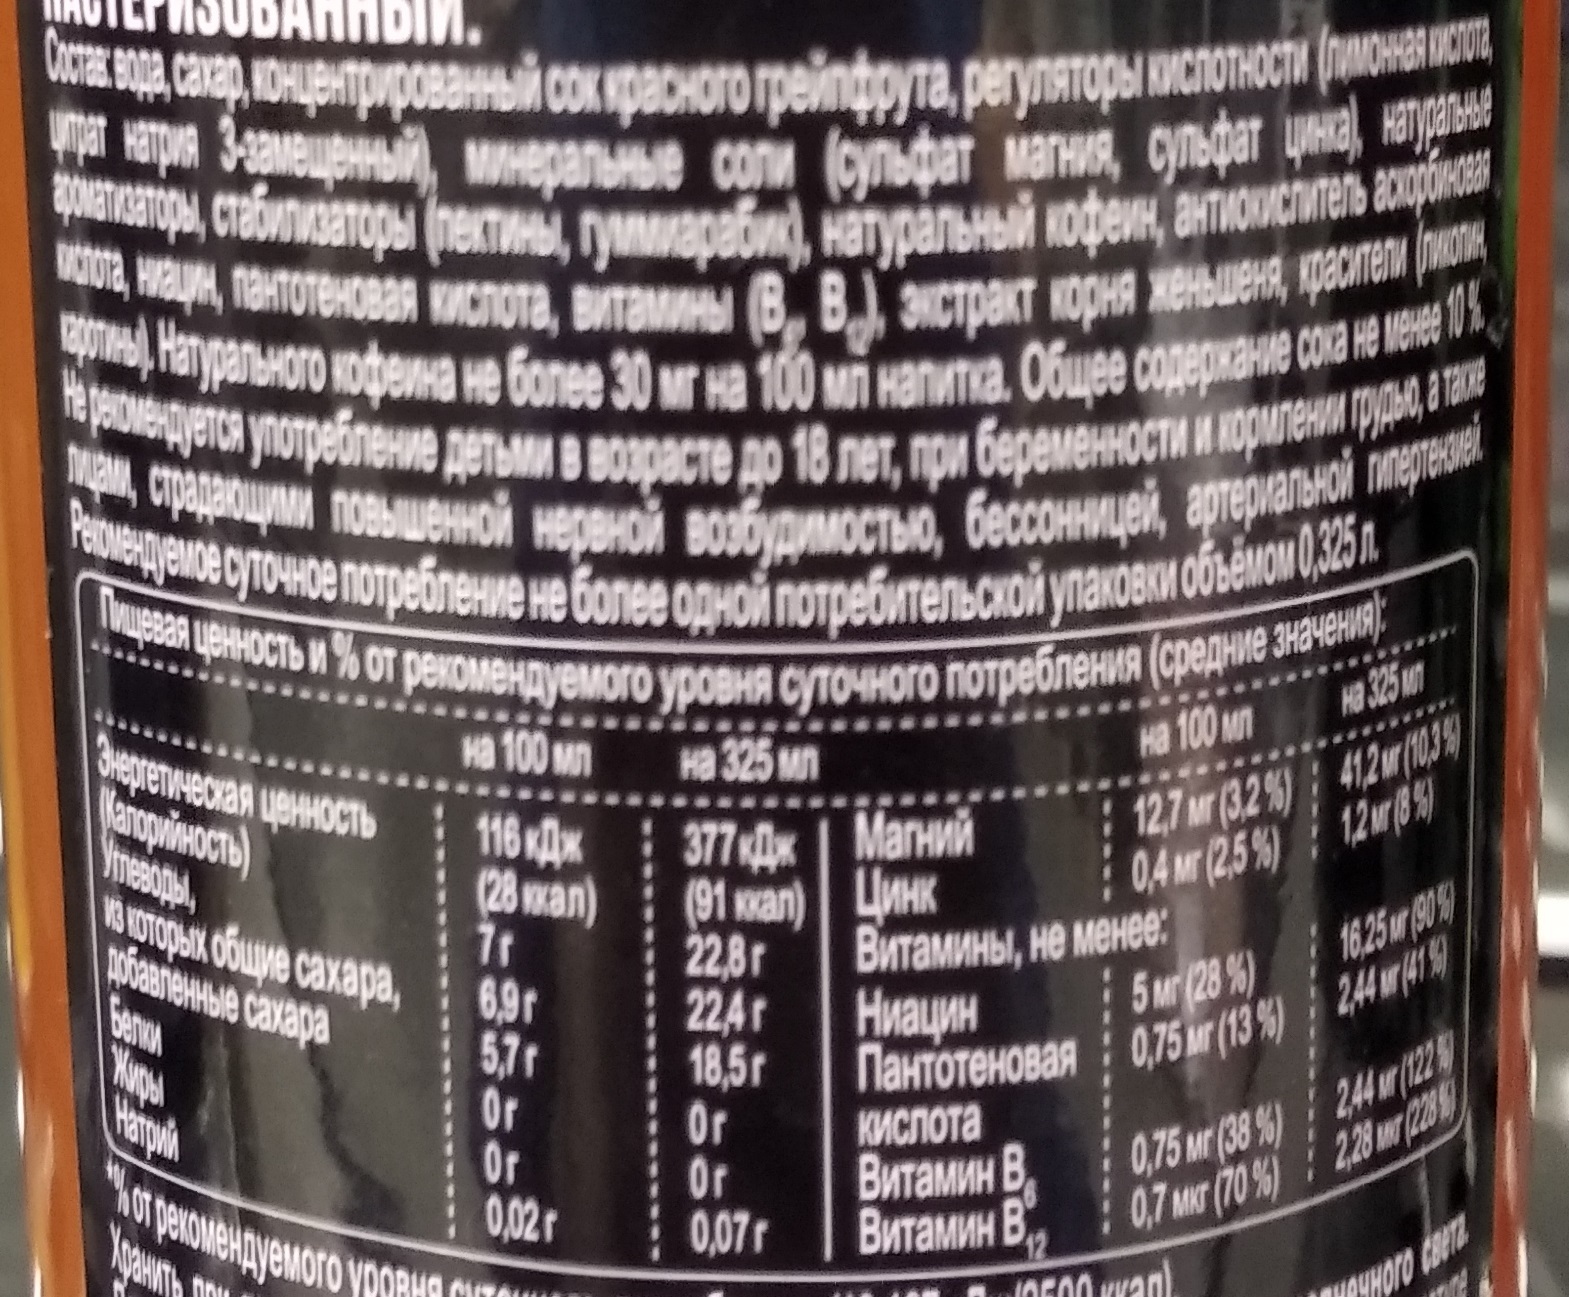 ПАСТЕРИЗОВАННЫЙ.
Состав: вода, сахар, концентрированный сок красного грейпфрута, регуляторы кислотности (лимонная кислота,
цитрат натрия 3-замещенный), минеральные соли (сульфат магния, сульфат цинка), натуральные
ароматизаторы, стабилизаторы (пектины, гуммиарабик), натуральный кофеин, антиокислитель аскорбиновая
кислота, ниацин, пантотеновая кислота, витамины (B6, B12), экстракт корня женьшеня, красители (ликопин,
каротины). Натурального кофеина не более 30 мг на 100 мл напитка. Общее содержание сока не менее 10 %.
Не рекомендуется употребление детьми в возрасте до 18 лет, при беременности и кормлении грудью, а также
лицами, страдающими повышенной нервной возбудимостью, бессонницей, артериальной гипертензией.
Рекомендуемое суточное потребление не более одной потребительской упаковки объёмом 0,325 л.
Пищевая ценность и % от рекомендуемого уровня суточного потребления (средние значения):
на 100 мл на 325 мл на 100 мл на 325 мл
Энергетическая ценность 116 кДж 377 кДж Магний 12,7 мг (3,2 %) 41,2 мг (10,3 %)
(Калорийность) (28 ккал) (91 ккал) Цинк 0,4 мг (2,5 %) 1,2 мг (8 %)
Углеводы, 7 г 22,8 г Витамины, не менее:
из которых общие сахара, 6,9 г 22,4 г Ниацин 5 мг (28 %) 16,25 мг (90 %)
добавленные сахара 5,7 г 18,5 г Пантотеновая 0,75 мг (13 %) 2,44 мг (41 %)
Белки 0 г 0 г кислота
Жиры 0 г 0 г Витамин B6 0,75 мг (38 %) 2,44 мг (122 %)
Натрий 0,02 г 0,07 г Витамин B12 0,7 мкг (70 %) 2,28 мкг (228 %)
*% от рекомендуемого уровня (2500 ккал)
Хранить при солнечного света.